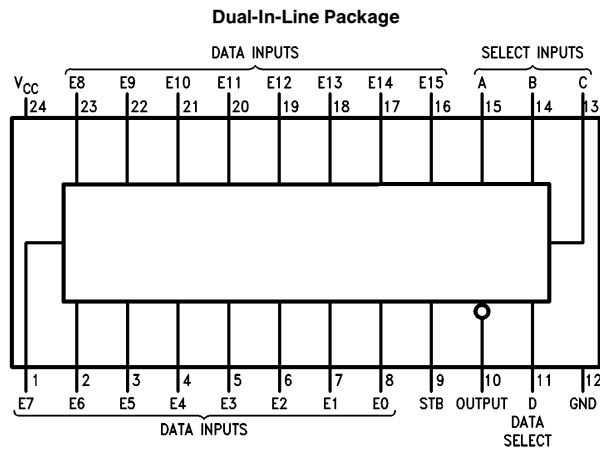 Dual-In-Line Package
DATA INPUTS SELECT INPUTS
VCC E8 E9 E10 E11 E12 E13 E14 E15 A B C
24 23 22 21 20 19 18 17 16 15 14 13
1 2 3 4 5 6 7 8 9 10 11 12
E7 E6 E5 E4 E3 E2 E1 E0 STB OUTPUT D GND
DATA INPUTS DATA
SELECT